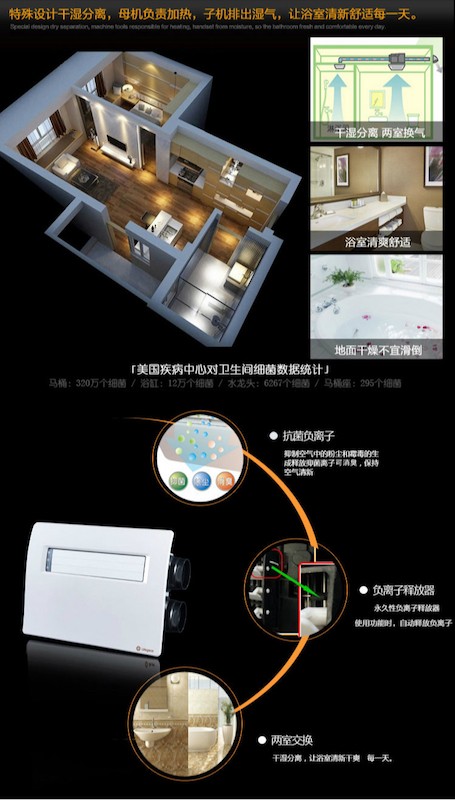 特殊设计干湿分离，母机负责加热，子机排出湿气，让浴室清新舒适每一天。
Special design dry separation, machine tools responsible for heating, handset from moisture, so the bathroom fresh and comfortable every day.
干湿分离 两室换气
浴室清爽舒适
地面干燥不宜滑倒
「美国疾病中心对卫生间细菌数据统计」
马桶：320万个细菌 / 浴缸：12万个细菌 / 水龙头：6267个细菌 / 马桶座：295个细菌
抗菌负离子
抑制空气中的粉尘和霉毒的生
成释放抑菌离子可消臭，保持
空气清新
抑菌 集尘 消臭
负离子释放器
永久性负离子释放器
使用功能时，自动释放负离子
两室交换
干湿分离，让浴室清新干爽 每一天。